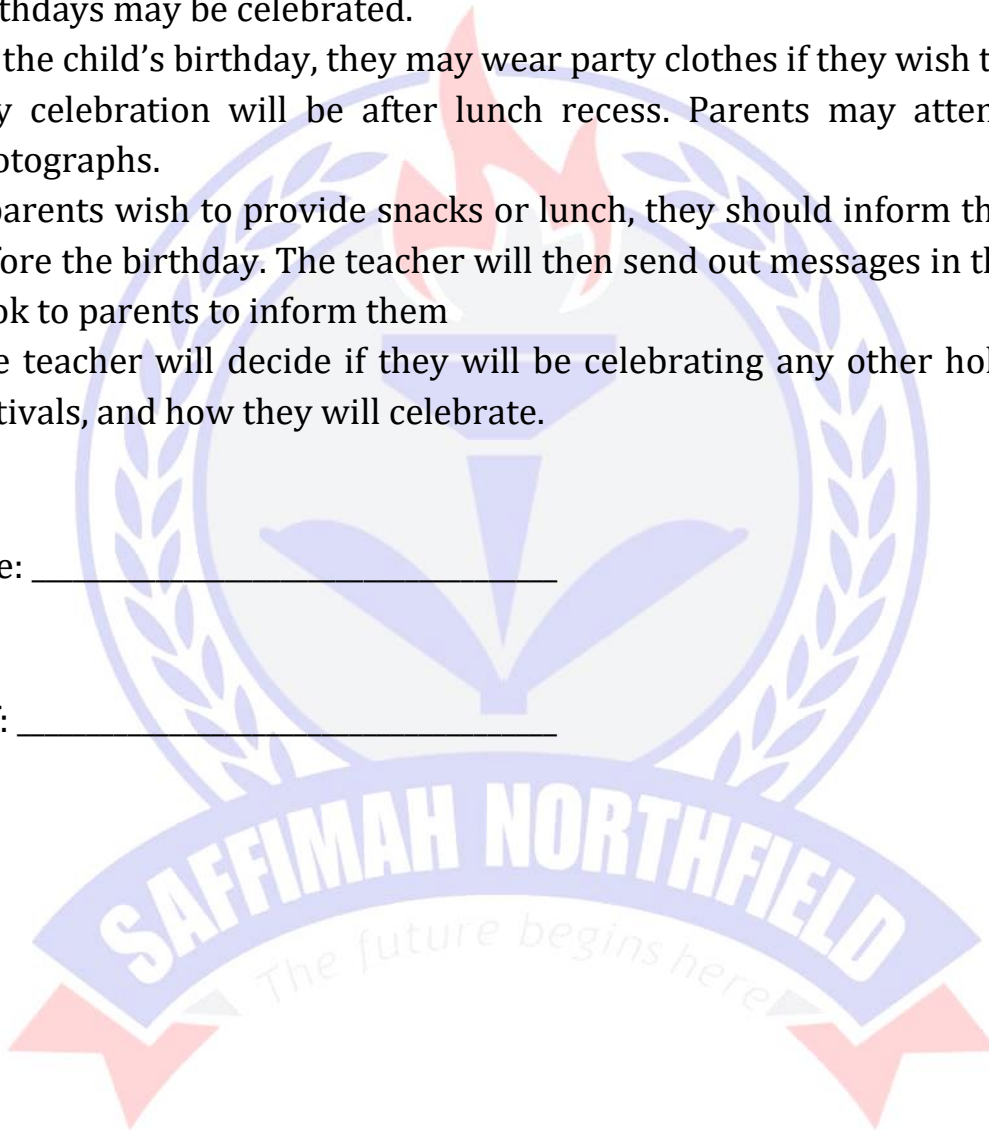 thdays may be celebrated.
the child's birthday, they may wear party clothes if they wish t
y celebration will be after lunch recess. Parents may atten
otographs.
parents wish to provide snacks or lunch, they should inform th
fore the birthday. The teacher will then send out messages in th
ok to parents to inform them
e teacher will decide if they will be celebrating any other hol
tivals, and how they will celebrate.
e: ______________________________
: ______________________________
SAFFIMAH NORTHFIELD
The future begins here